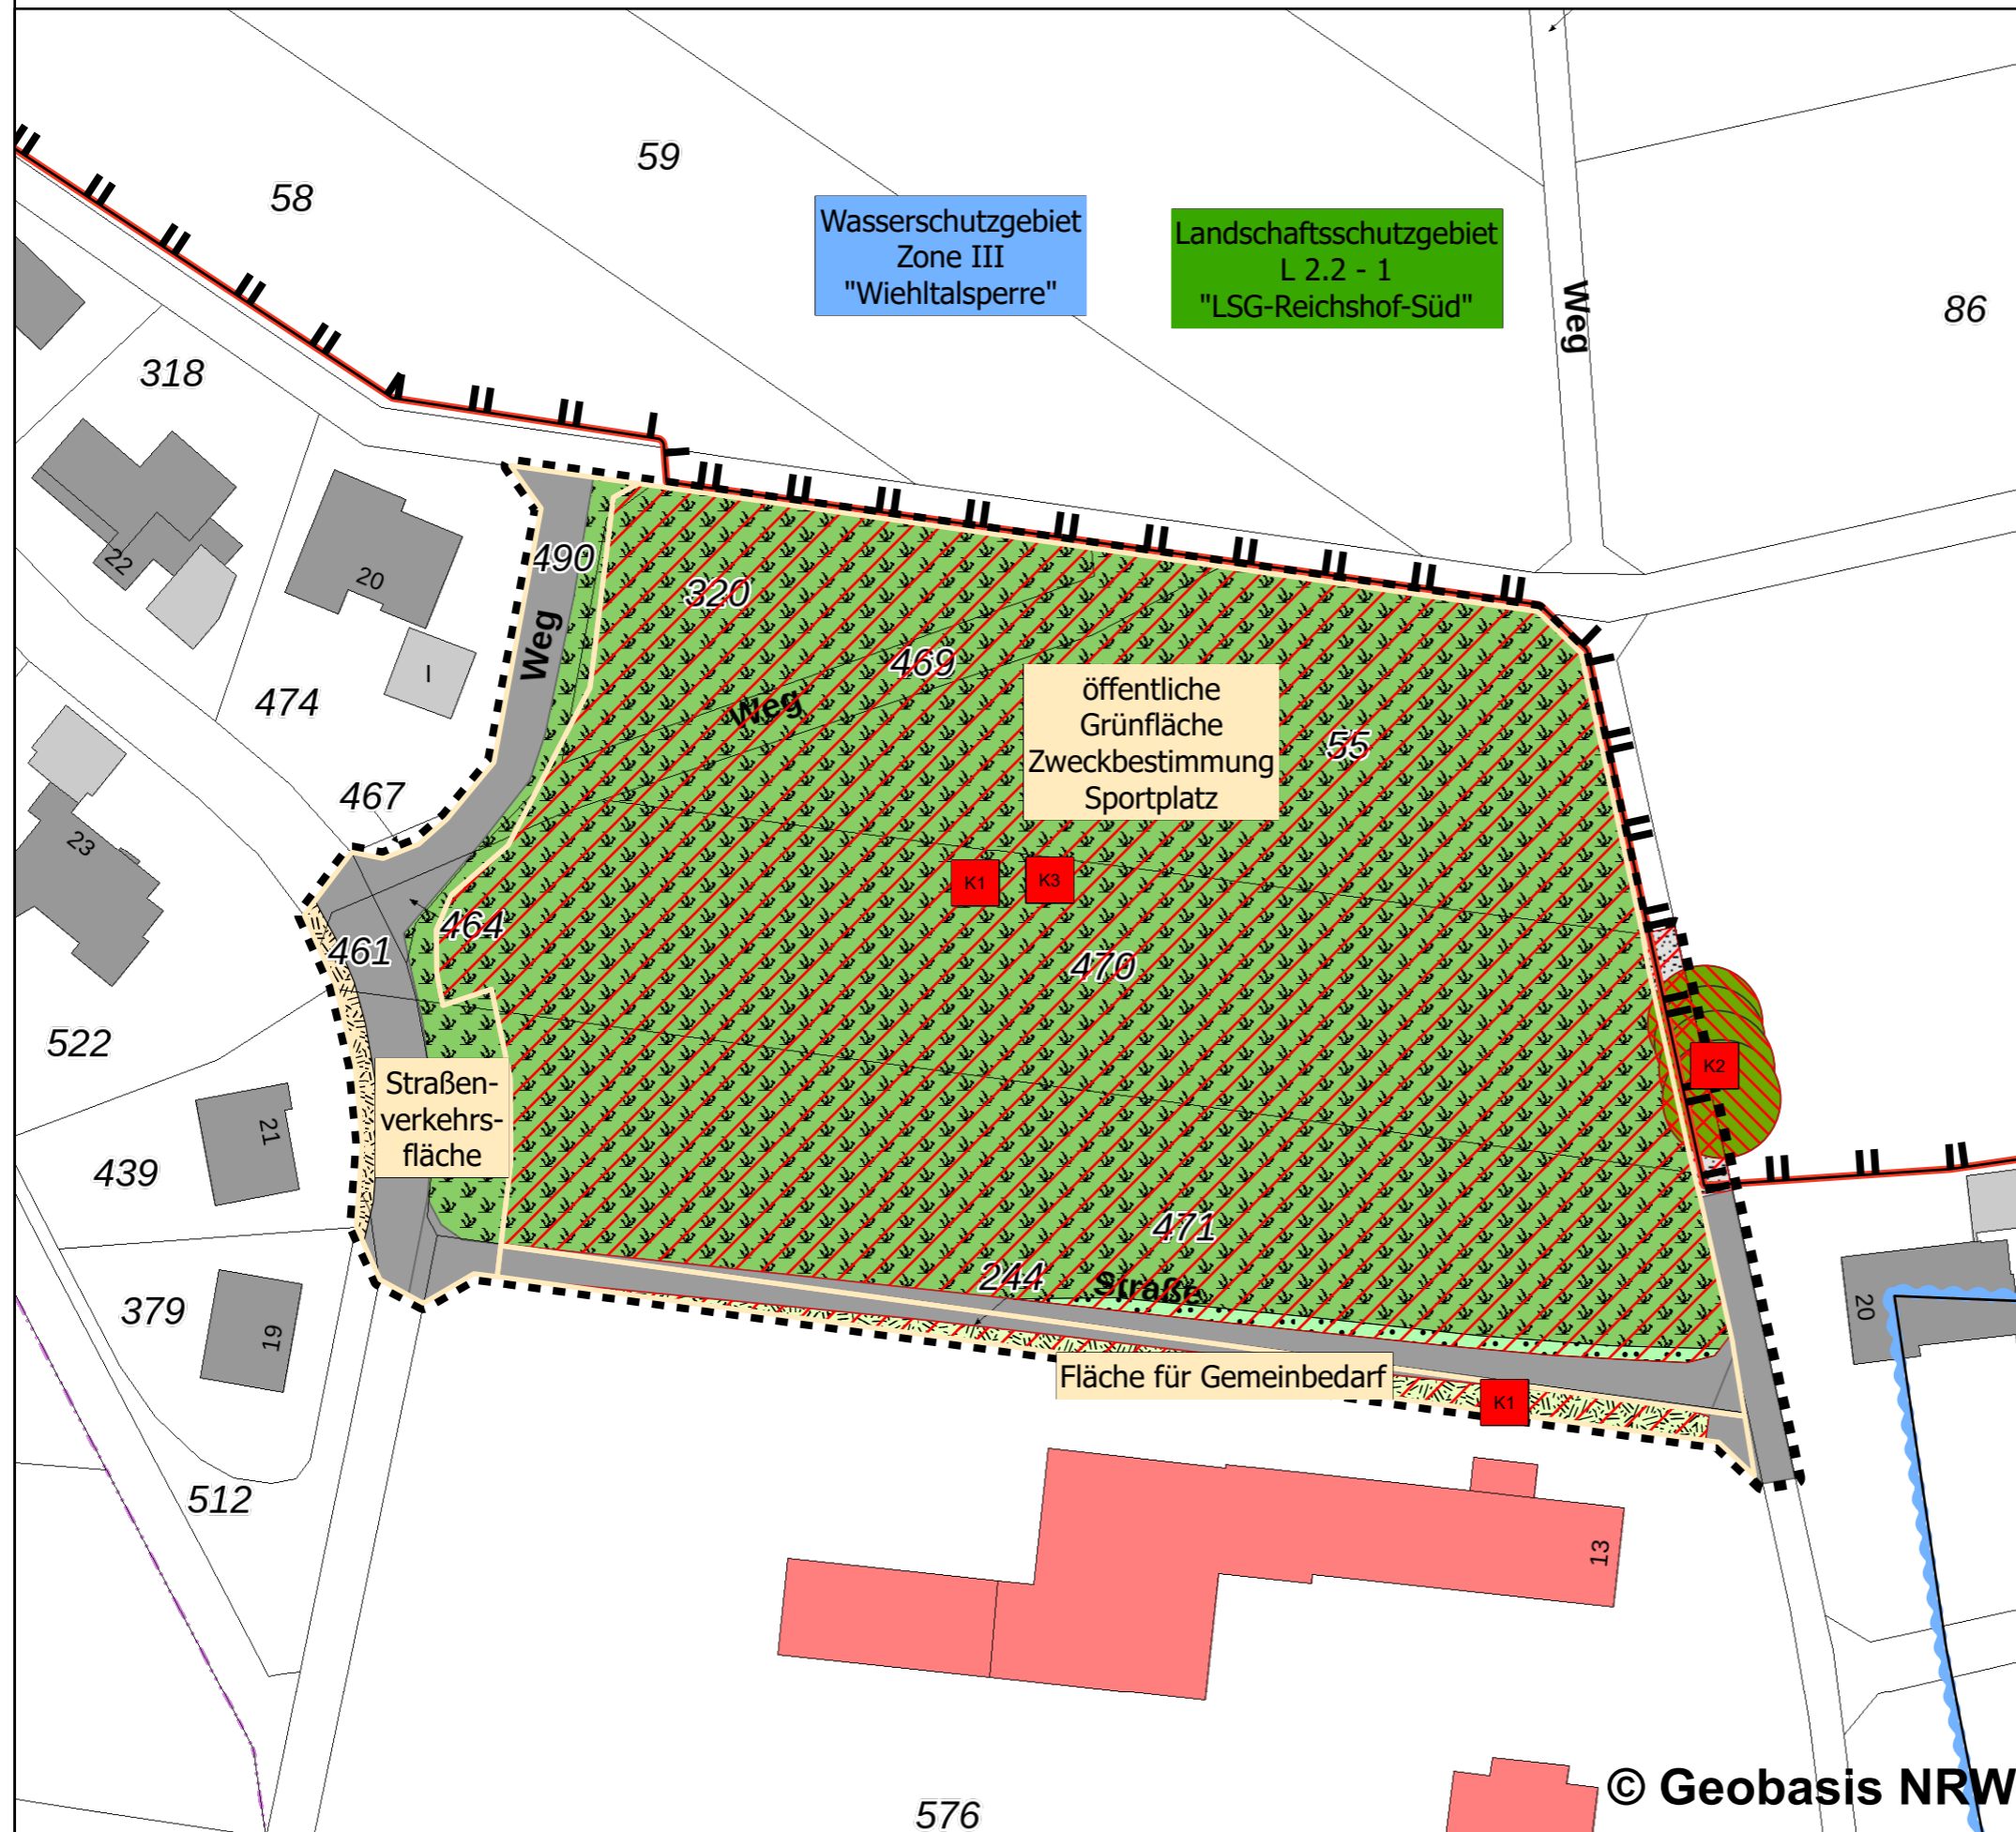 59
58
Wasserschutzgebiet
Zone III
"Wiehltalsperre"
Landschaftsschutzgebiet
L 2.2 - 1
"LSG-Reichshof-Süd"
Weg
86
318
22
20
490
320
Weg
I
469
Weg
474
öffentliche
Grünfläche
Zweckbestimmung
Sportplatz
55
467
23
K1
K3
464
461
470
522
K2
Straßen-
verkehrs-
fläche
21
439
471
244
Straße
379
19
20
Fläche für Gemeinbedarf
K1
512
13
© Geobasis NRW
576